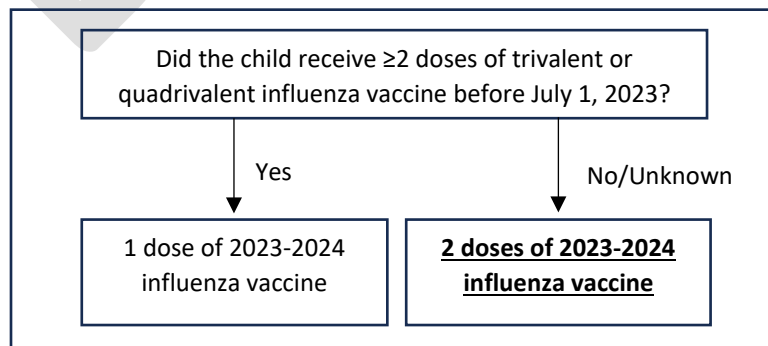 Did the child receive ≥2 doses of trivalent or
quadrivalent influenza vaccine before July 1, 2023?
Yes
No/Unknown
1 dose of 2023-2024
influenza vaccine
2 doses of 2023-2024
influenza vaccine